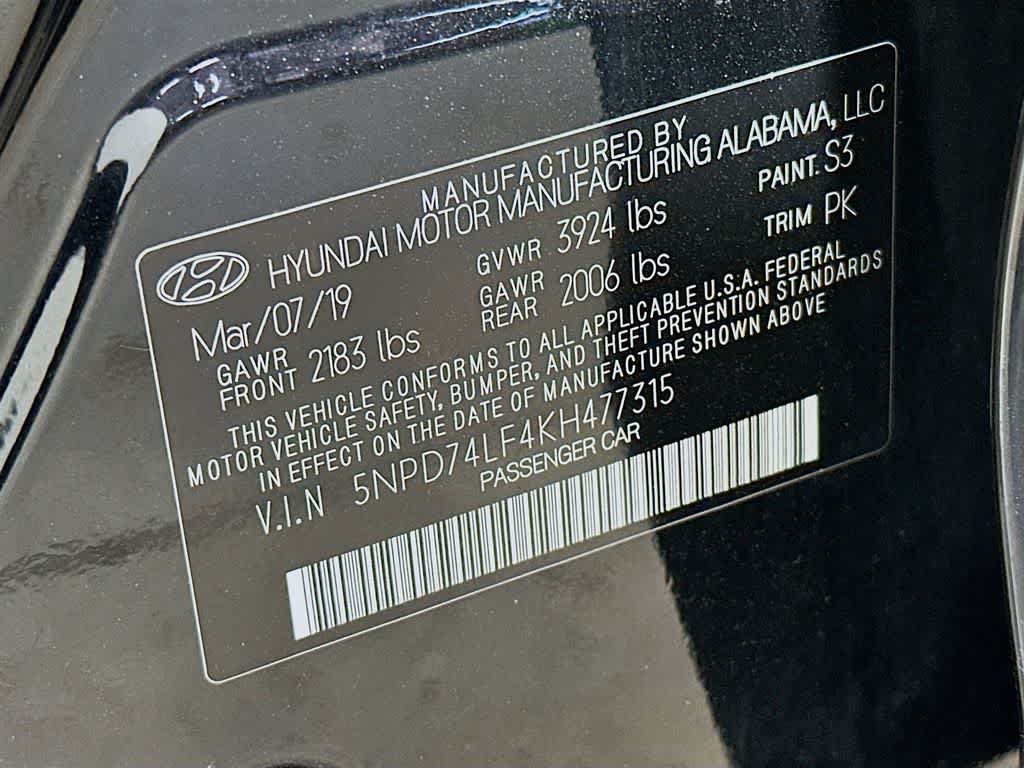 MANUFACTURED BY
HYUNDAI MOTOR MANUFACTURING ALABAMA, LLC
Mar/07/19 GVWR 3924 lbs PAINT. S3
GAWR FRONT 2183 lbs GAWR REAR 2006 lbs TRIM PK
THIS VEHICLE CONFORMS TO ALL APPLICABLE U.S.A. FEDERAL
MOTOR VEHICLE SAFETY, BUMPER, AND THEFT PREVENTION STANDARDS
IN EFFECT ON THE DATE OF MANUFACTURE SHOWN ABOVE
V.I.N 5NPD74LF4KH477315
PASSENGER CAR